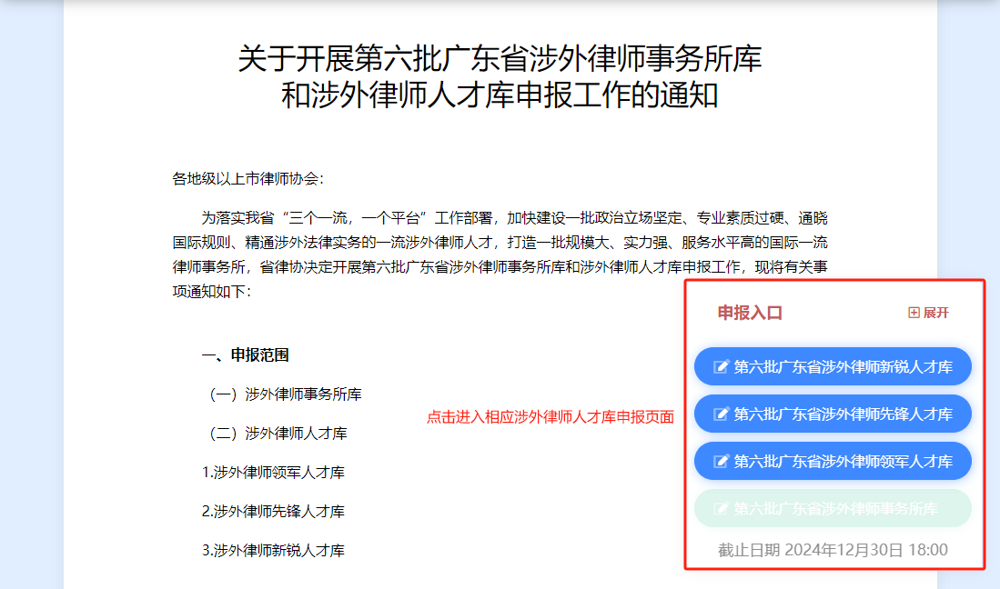 关于开展第六批广东省涉外律师事务所库
和涉外律师人才库申报工作的通知
各地级以上市律师协会：
为落实我省“三个一流，一个平台”工作部署，加快建设一批政治立场坚定、专业素质过硬、通晓
国际规则、精通涉外法律实务的一流涉外律师人才，打造一批规模大、实力强、服务水平高的国际一流
律师事务所，省律协决定开展第六批广东省涉外律师事务所库和涉外律师人才库申报工作，现将有关事
项通知如下：
一、申报范围
（一）涉外律师事务所库
（二）涉外律师人才库
1.涉外律师领军人才库
2.涉外律师先锋人才库
3.涉外律师新锐人才库
点击进入相应涉外律师人才库申报页面
申报入口
展开
第六批广东省涉外律师新锐人才库
第六批广东省涉外律师先锋人才库
第六批广东省涉外律师领军人才库
第六批广东省涉外律师事务所库
截止日期 2024年12月30日 18:00